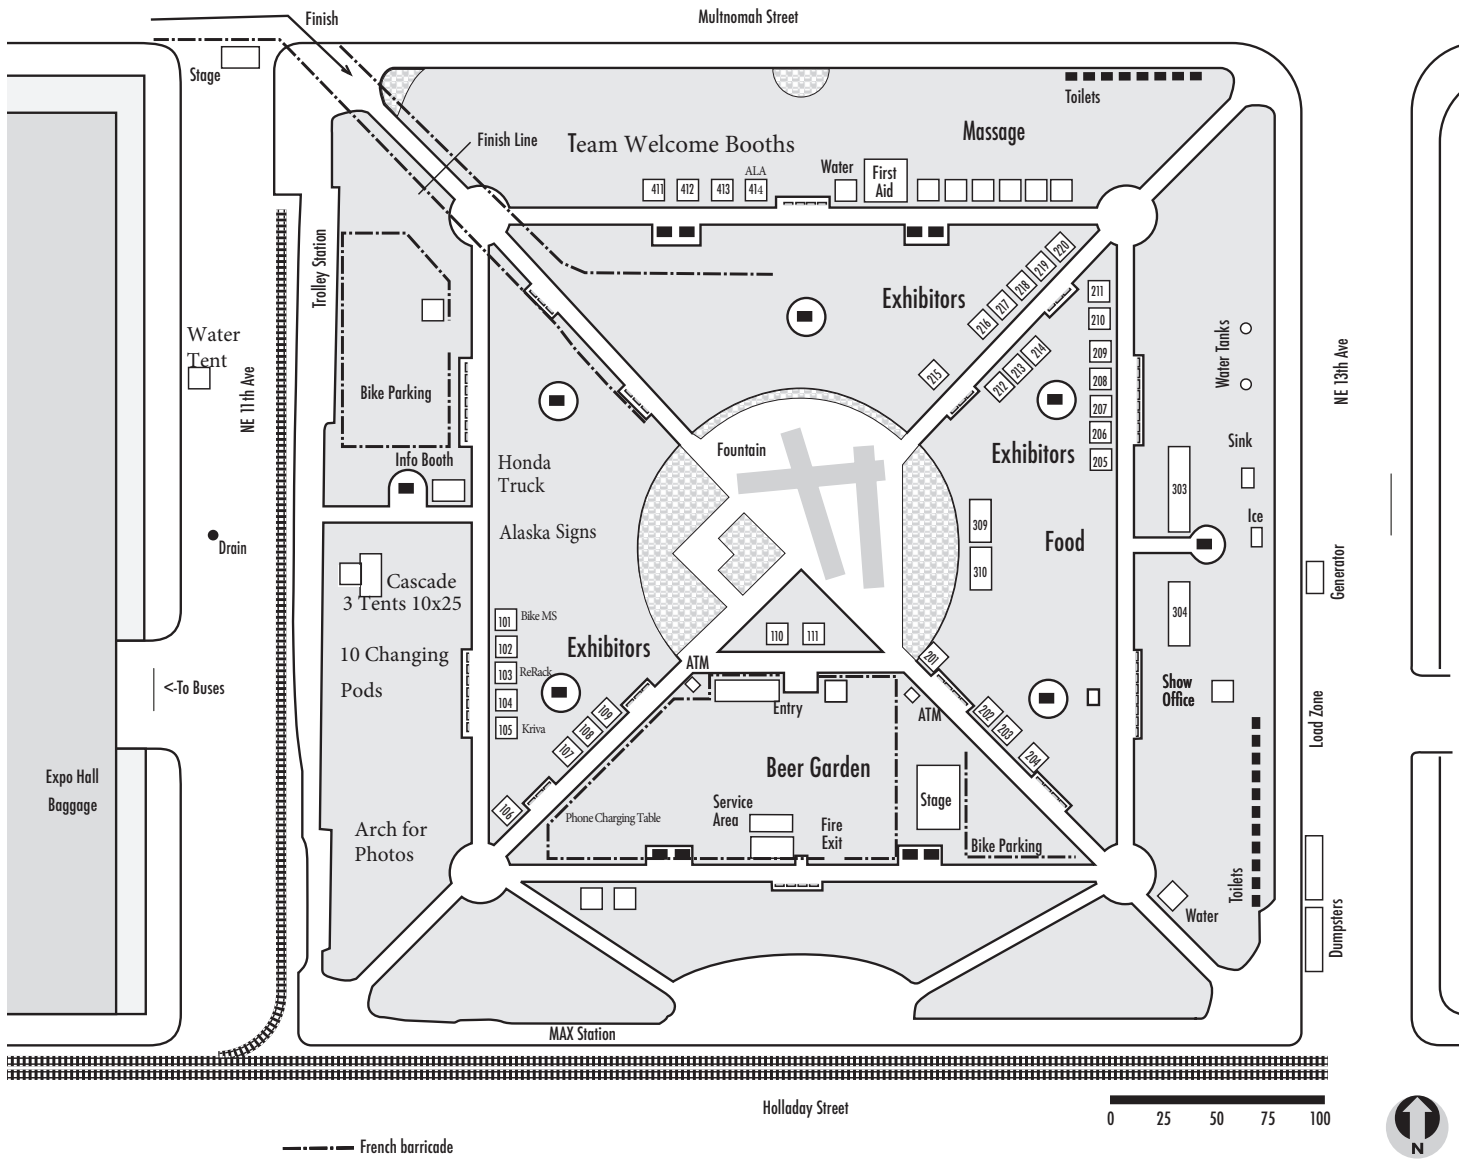 Multnomah Street
Finish
Stage
Toilets
Finish Line
Team Welcome Booths
Massage
ALA
Water
First
Aid
411
412
413
414
Trolley Station
Exhibitors
220
219
218
217
216
215
214
213
212
211
210
209
208
207
206
205
Water
Tent
NE 11th Ave
Bike Parking
Info Booth
Water Tanks
NE 13th Ave
Sink
Fountain
Honda
Truck
Exhibitors
303
Ice
Alaska Signs
309
Food
310
Drain
Generator
Cascade
3 Tents 10x25
304
101
Bike MS
102
103
ReRack
104
105
Kriva
Exhibitors
110
111
201
10 Changing
Pods
ATM
<-To Buses
Show
Office
Entry
ATM
Load Zone
109
108
107
106
202
203
204
Expo Hall
Baggage
Beer Garden
Stage
Service
Area
Phone Charging Table
Fire
Exit
Arch for
Photos
Bike Parking
Toilets
Water
Dumpsters
MAX Station
Holladay Street
0 25 50 75 100
N
French barricade